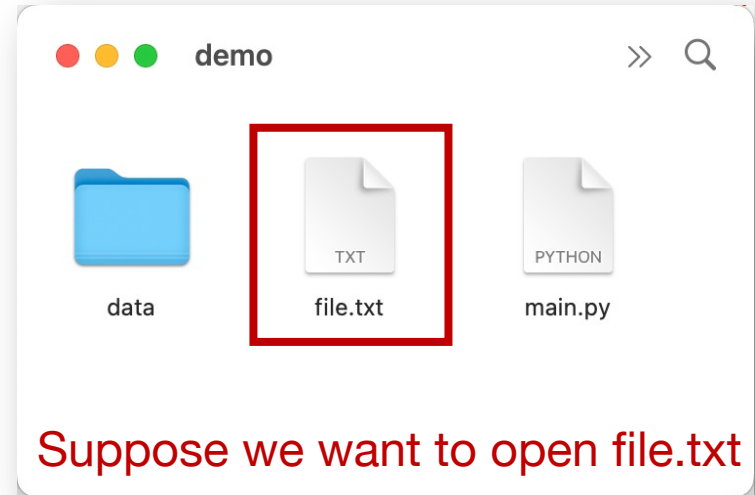 demo
TXT
PYTHON
data
file.txt
main.py
Suppose we want to open file.txt